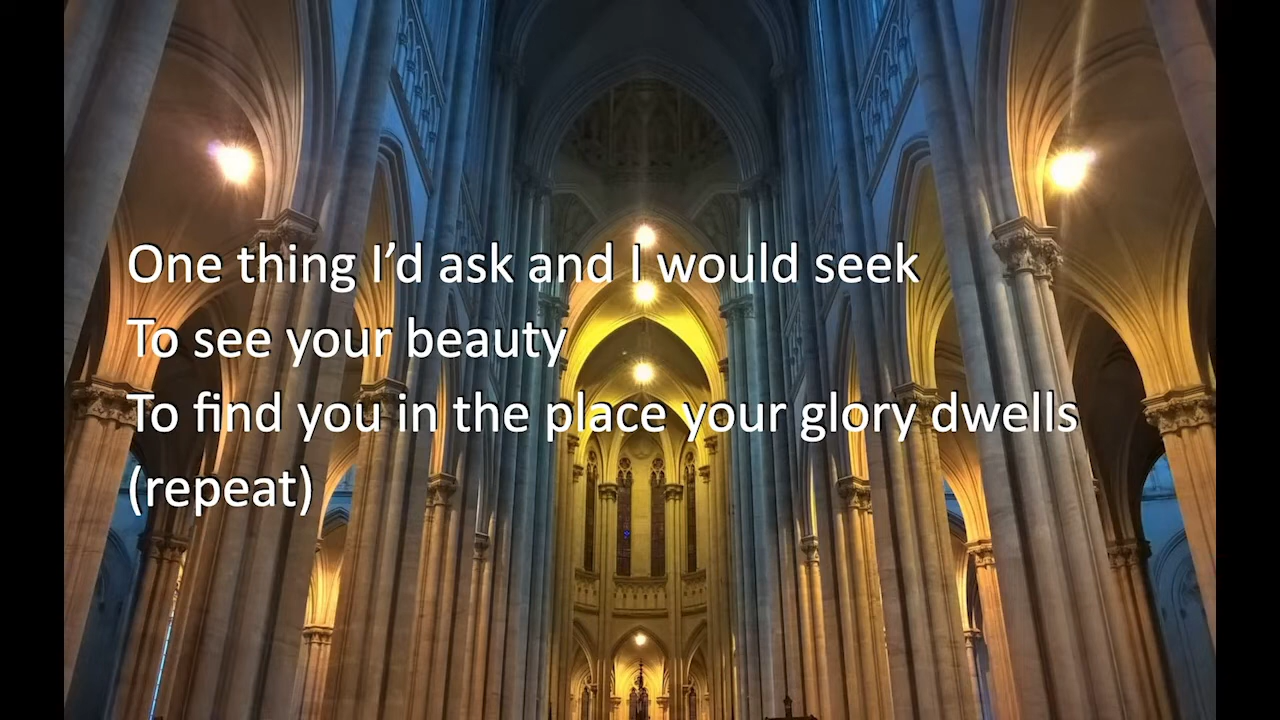 One thing I’d ask and I would seek
To see your beauty
To find you in the place your glory dwells
(repeat)